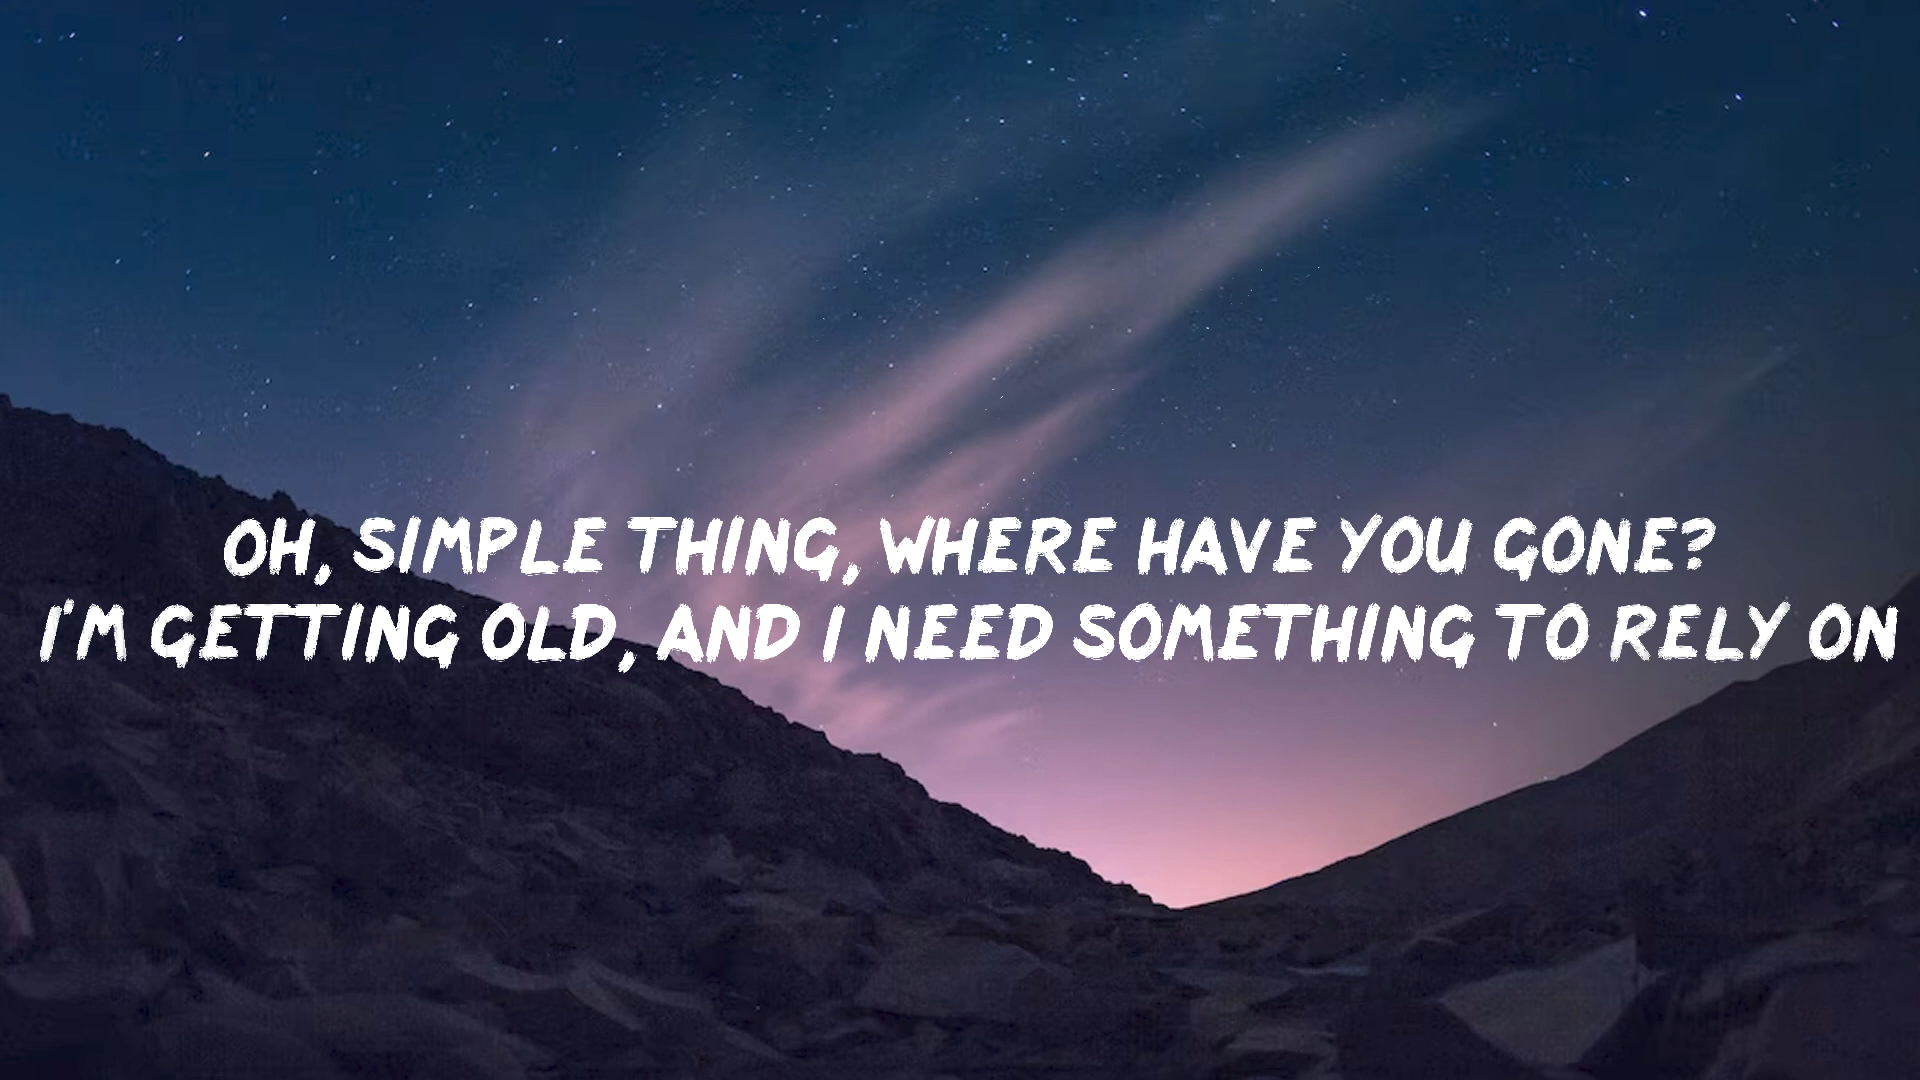 OH, SIMPLE THING, WHERE HAVE YOU GONE?
I'M GETTING OLD, AND I NEED SOMETHING TO RELY ON